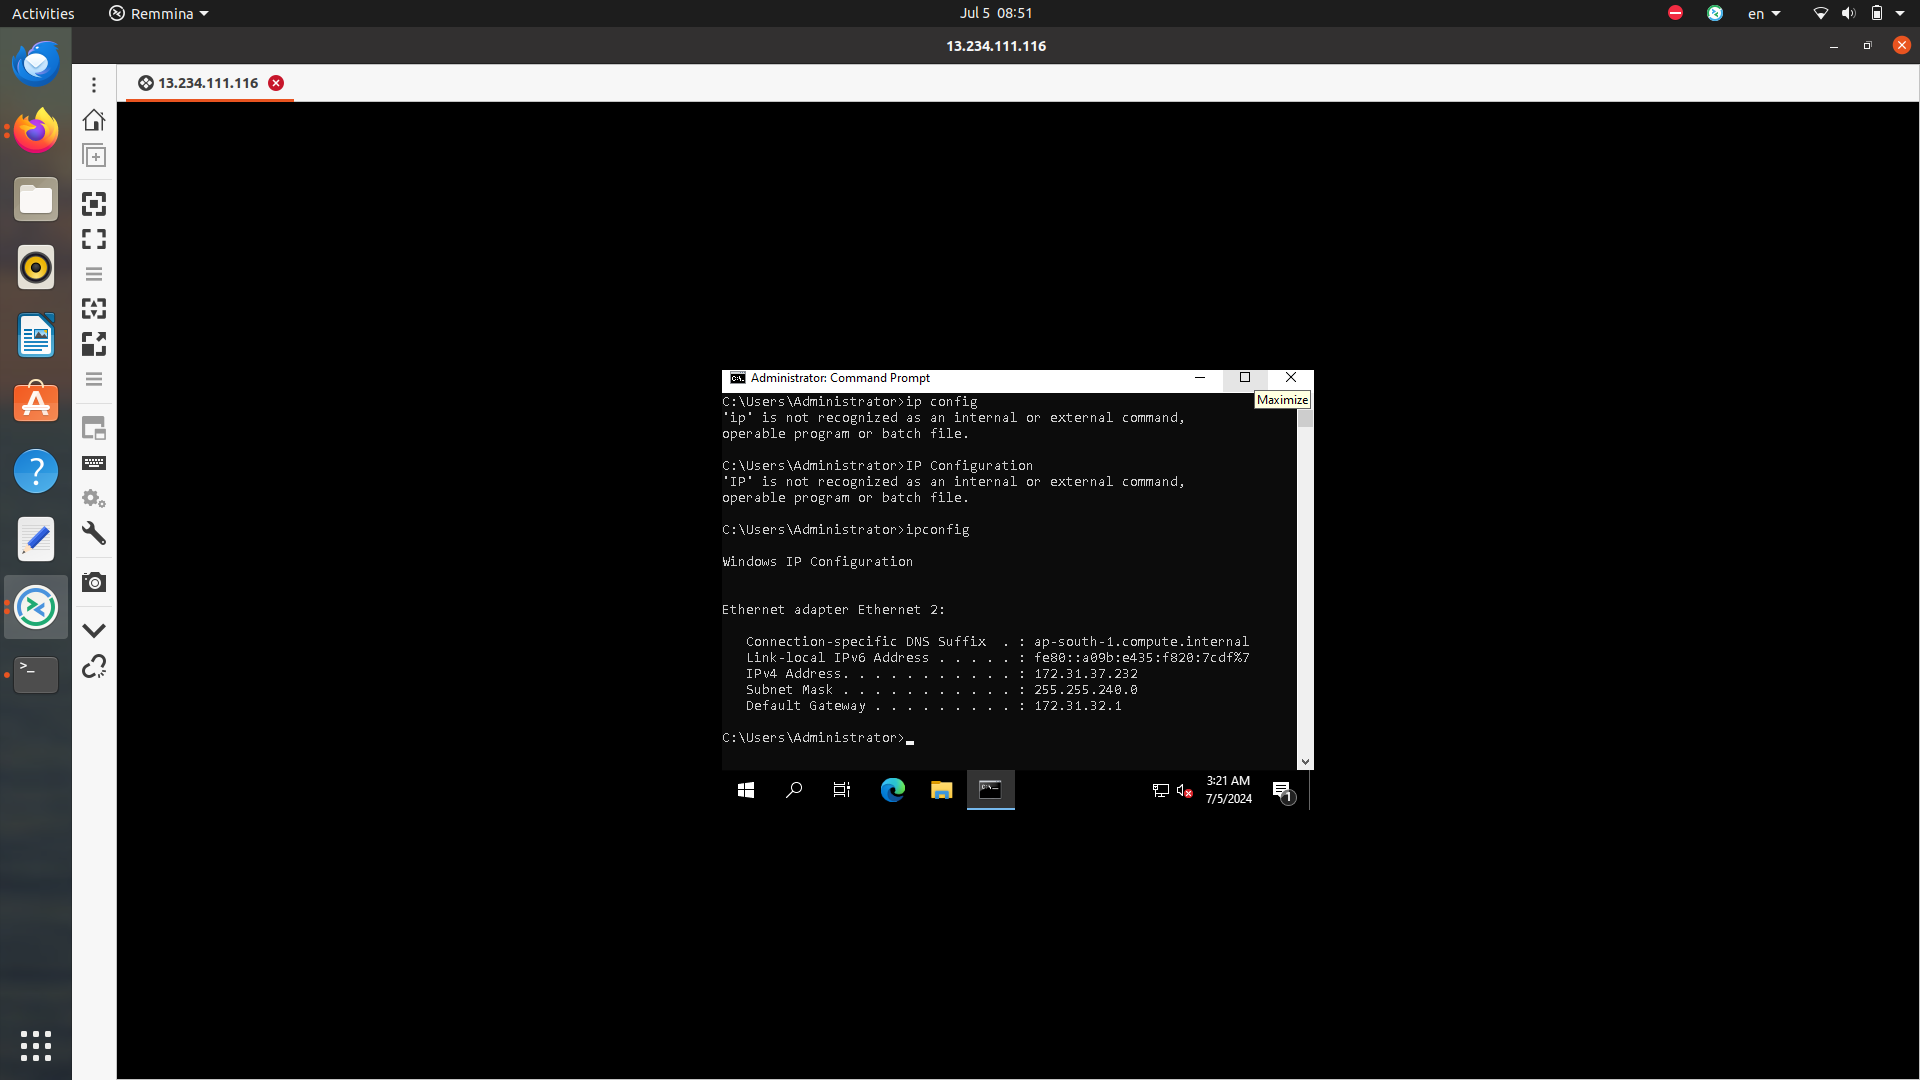 Activities
Remmina
Jul 5 08:51
en
13.234.111.116
13.234.111.116
Administrator: Command Prompt
Maximize
C:\Users\Administrator>ip config
'ip' is not recognized as an internal or external command,
operable program or batch file.
C:\Users\Administrator>IP Configuration
'IP' is not recognized as an internal or external command,
operable program or batch file.
C:\Users\Administrator>ipconfig
Windows IP Configuration
Ethernet adapter Ethernet 2:
Connection-specific DNS Suffix . : ap-south-1.compute.internal
Link-local IPv6 Address . . . . . : fe80::a09b:e435:f820:7cdf%7
IPv4 Address. . . . . . . . . . . : 172.31.37.232
Subnet Mask . . . . . . . . . . . : 255.255.240.0
Default Gateway . . . . . . . . . : 172.31.32.1
C:\Users\Administrator>
3:21 AM
7/5/2024
1